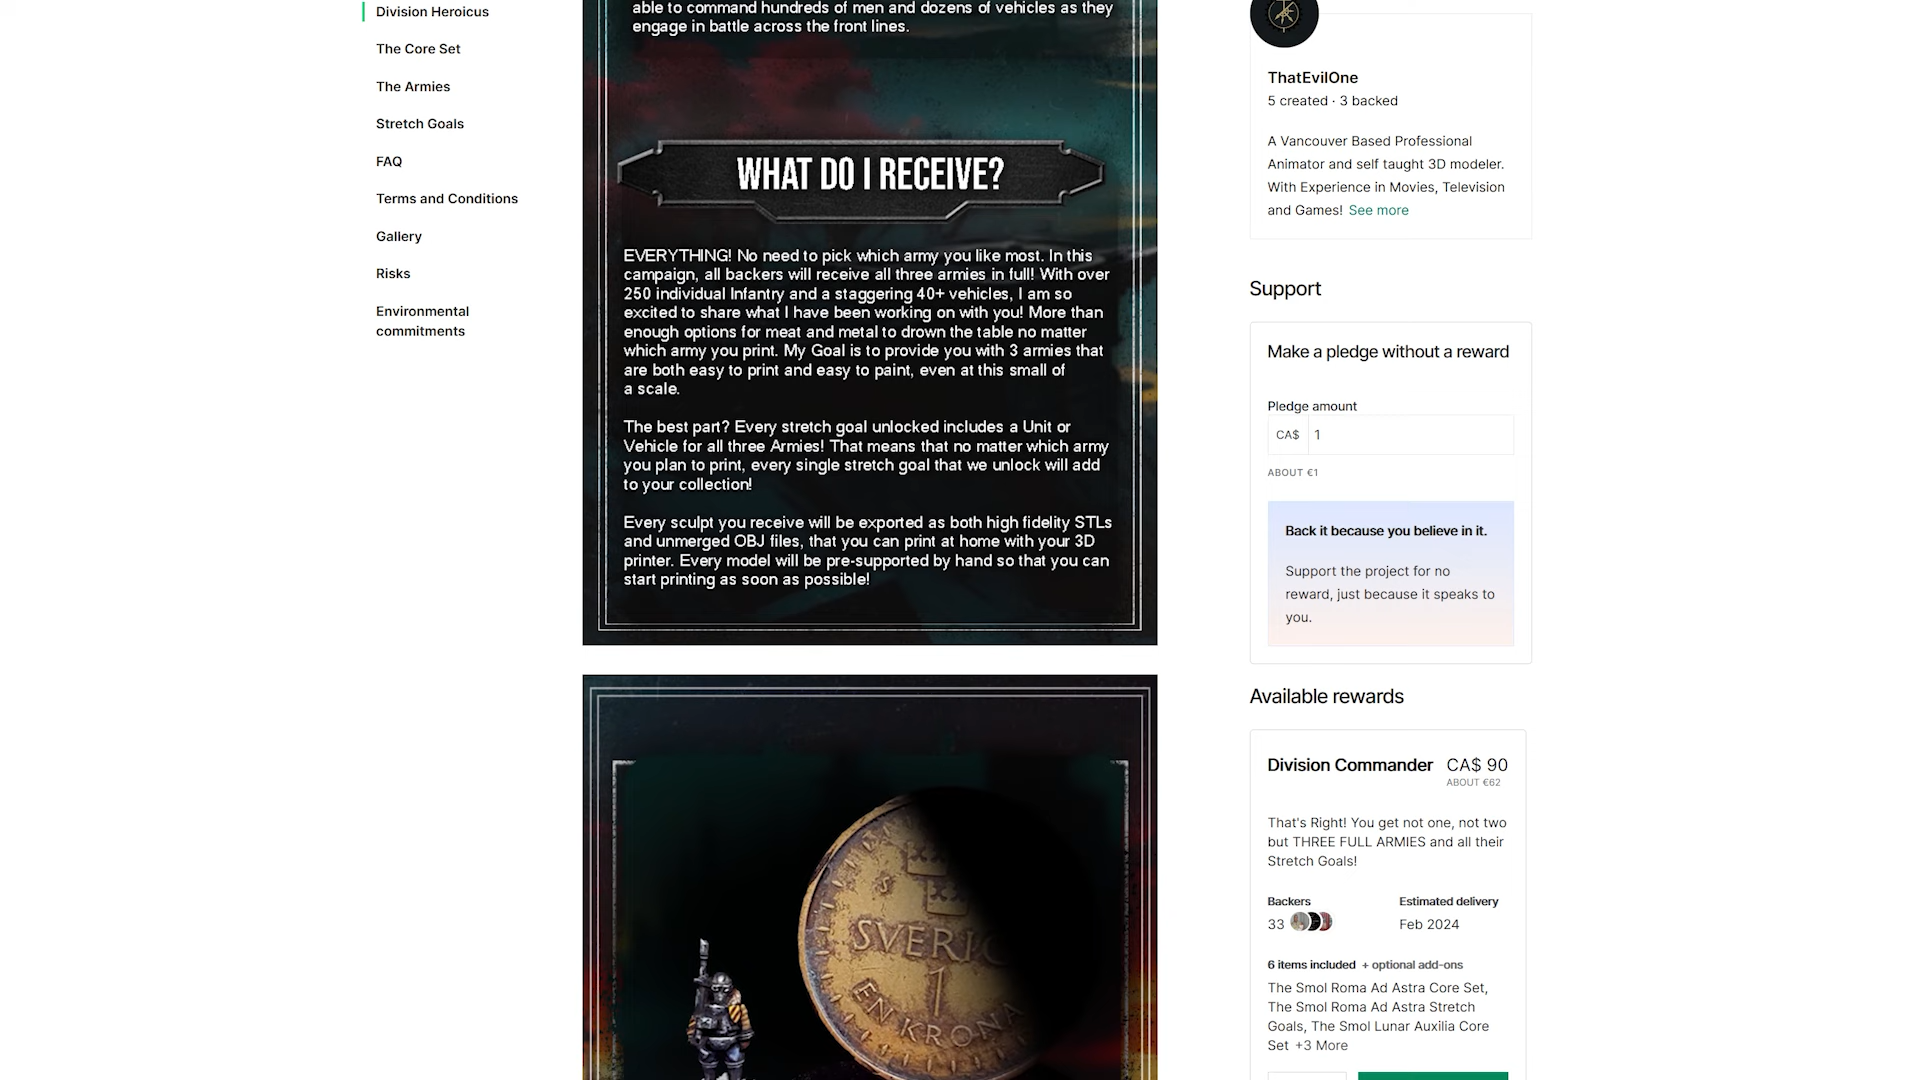 Division Heroicus
The Core Set
The Armies
Stretch Goals
FAQ
Terms and Conditions
Gallery
Risks
Environmental
commitments
able to command hundreds of men and dozens of vehicles as they
engage in battle across the front lines.
WHAT DO I RECEIVE?
EVERYTHING! No need to pick which army you like most. In this
campaign, all backers will receive all three armies in full! With over
250 individual Infantry and a staggering 40+ vehicles, I am so
excited to share what I have been working on with you! More than
enough options for meat and metal to drown the table no matter
which army you print. My Goal is to provide you with 3 armies that
are both easy to print and easy to paint, even at this small of
a scale.
The best part? Every stretch goal unlocked includes a Unit or
Vehicle for all three Armies! That means that no matter which army
you plan to print, every single stretch goal that we unlock will add
to your collection!
Every sculpt you receive will be exported as both high fidelity STLs
and unmerged OBJ files, that you can print at home with your 3D
printer. Every model will be pre-supported by hand so that you can
start printing as soon as possible!
SVERIG
1
EN KRONA
ThatEvilOne
5 created · 3 backed
A Vancouver Based Professional
Animator and self taught 3D modeler.
With Experience in Movies, Television
and Games! See more
Support
Make a pledge without a reward
Pledge amount
CA$ 1
ABOUT €1
Back it because you believe in it.
Support the project for no
reward, just because it speaks to
you.
Available rewards
Division Commander CA$ 90
ABOUT €62
That's Right! You get not one, not two
but THREE FULL ARMIES and all their
Stretch Goals!
Backers Estimated delivery
33 Feb 2024
6 items included + optional add-ons
The Smol Roma Ad Astra Core Set,
The Smol Roma Ad Astra Stretch
Goals, The Smol Lunar Auxilia Core
Set +3 More